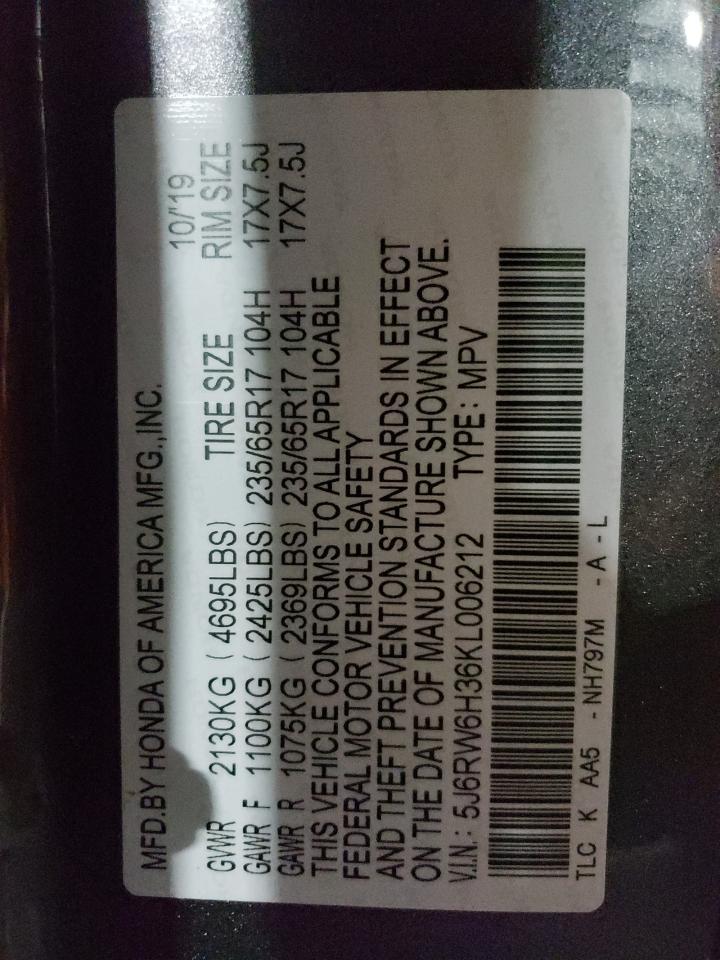 MFD.BY HONDA OF AMERICA MFG.,INC.
10/'19
GVWR 2130KG ( 4695LBS) TIRE SIZE RIM SIZE
GAWR F 1100KG ( 2425LBS) 235/65R17 104H 17X7.5J
GAWR R 1075KG ( 2369LBS) 235/65R17 104H 17X7.5J
THIS VEHICLE CONFORMS TO ALL APPLICABLE
FEDERAL MOTOR VEHICLE SAFETY
AND THEFT PREVENTION STANDARDS IN EFFECT
ON THE DATE OF MANUFACTURE SHOWN ABOVE.
V.I.N.: 5J6RW6H36KL006212 TYPE: MPV
TLC K AA5 - NH797M - A - L